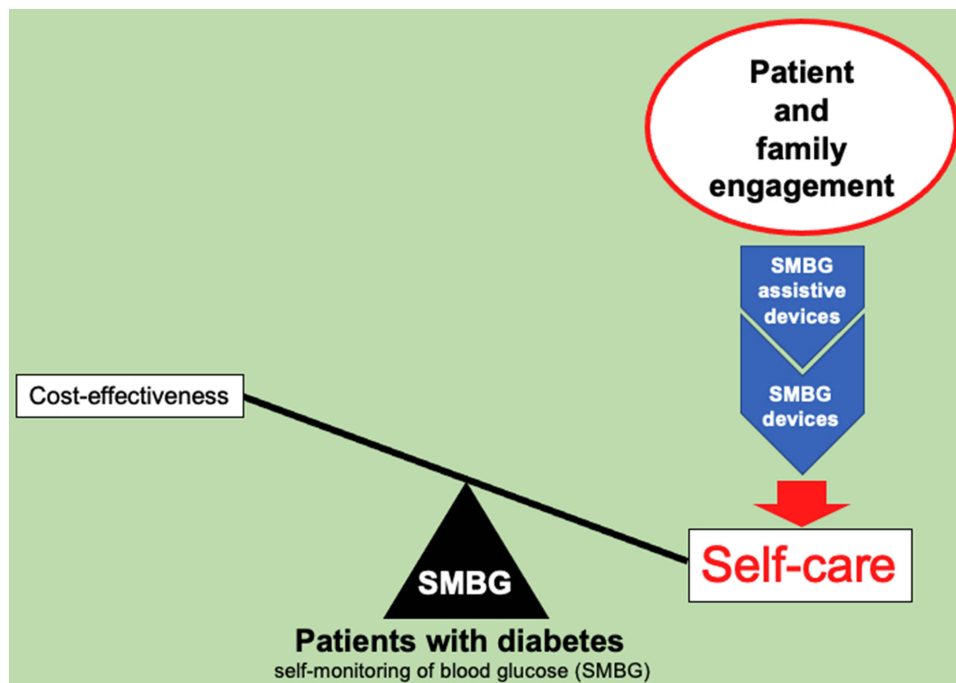 Patient
and
family
engagement
SMBG
assistive
devices
SMBG
devices
Cost-effectiveness
Self-care
SMBG
Patients with diabetes
self-monitoring of blood glucose (SMBG)